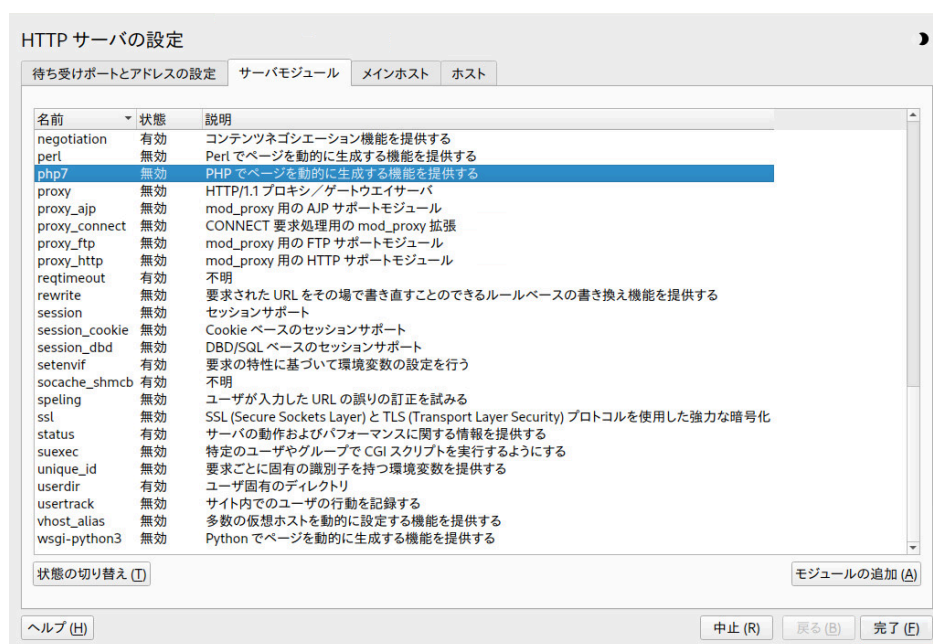 HTTP サーバの設定
待ち受けポートとアドレスの設定 サーバモジュール メインホスト ホスト
名前 状態 説明
negotiation 有効 コンテンツネゴシエーション機能を提供する
perl 無効 Perl でページを動的に生成する機能を提供する
php7 無効 PHP でページを動的に生成する機能を提供する
proxy 無効 HTTP/1.1 プロキシ／ゲートウエイサーバ
proxy_ajp 無効 mod_proxy 用の AJP サポートモジュール
proxy_connect 無効 CONNECT 要求処理用の mod_proxy 拡張
proxy_ftp 無効 mod_proxy 用の FTP サポートモジュール
proxy_http 無効 mod_proxy 用の HTTP サポートモジュール
reqtimeout 有効 不明
rewrite 無効 要求された URL をその場で書き直すことのできるルールベースの書き換え機能を提供する
session 無効 セッションサポート
session_cookie 無効 Cookie ベースのセッションサポート
session_dbd 無効 DBD/SQL ベースのセッションサポート
setenvif 有効 要求の特性に基づいて環境変数の設定を行う
socache_shmcb 有効 不明
speling 無効 ユーザが入力した URL の誤りの訂正を試みる
ssl 無効 SSL (Secure Sockets Layer) と TLS (Transport Layer Security) プロトコルを使用した強力な暗号化
status 有効 サーバの動作およびパフォーマンスに関する情報を提供する
suexec 無効 特定のユーザやグループで CGI スクリプトを実行するようにする
unique_id 無効 要求ごとに固有の識別子を持つ環境変数を提供する
userdir 有効 ユーザ固有のディレクトリ
usertrack 無効 サイト内でのユーザの行動を記録する
vhost_alias 無効 多数の仮想ホストを動的に設定する機能を提供する
wsgi-python3 無効 Python でページを動的に生成する機能を提供する
状態の切り替え (T) モジュールの追加 (A)
ヘルプ (H) 中止 (R) 戻る (B) 完了 (F)